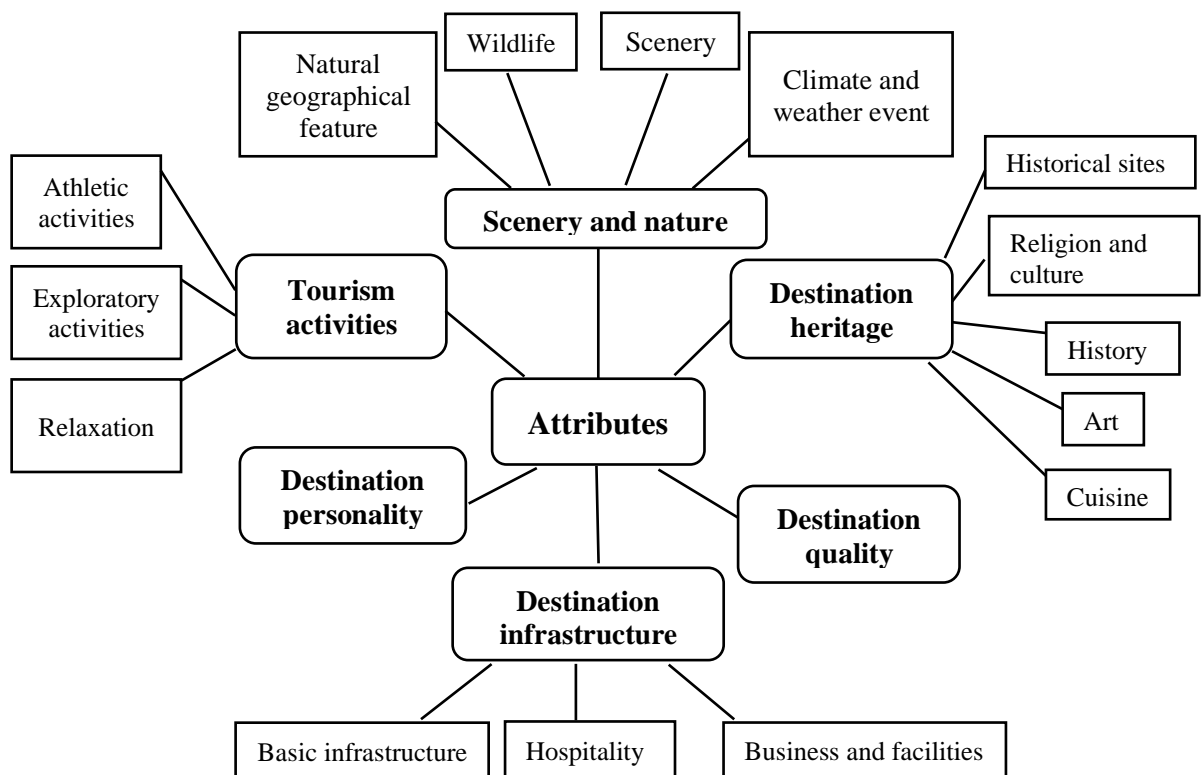 Wildlife
Scenery
Natural
geographical
feature
Climate and
weather event
Historical sites
Athletic
activities
Scenery and nature
Religion and
culture
Exploratory
activities
Tourism
activities
Destination
heritage
History
Relaxation
Attributes
Art
Destination
personality
Cuisine
Destination
quality
Destination
infrastructure
Basic infrastructure
Hospitality
Business and facilities